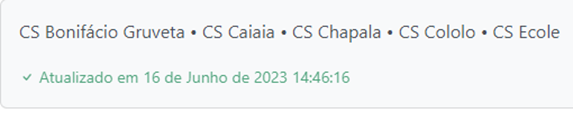 CS Bonifácio Gruveta • CS Caiaia • CS Chapala • CS Cololo • CS Ecole
✓ Atualizado em 16 de Junho de 2023 14:46:16